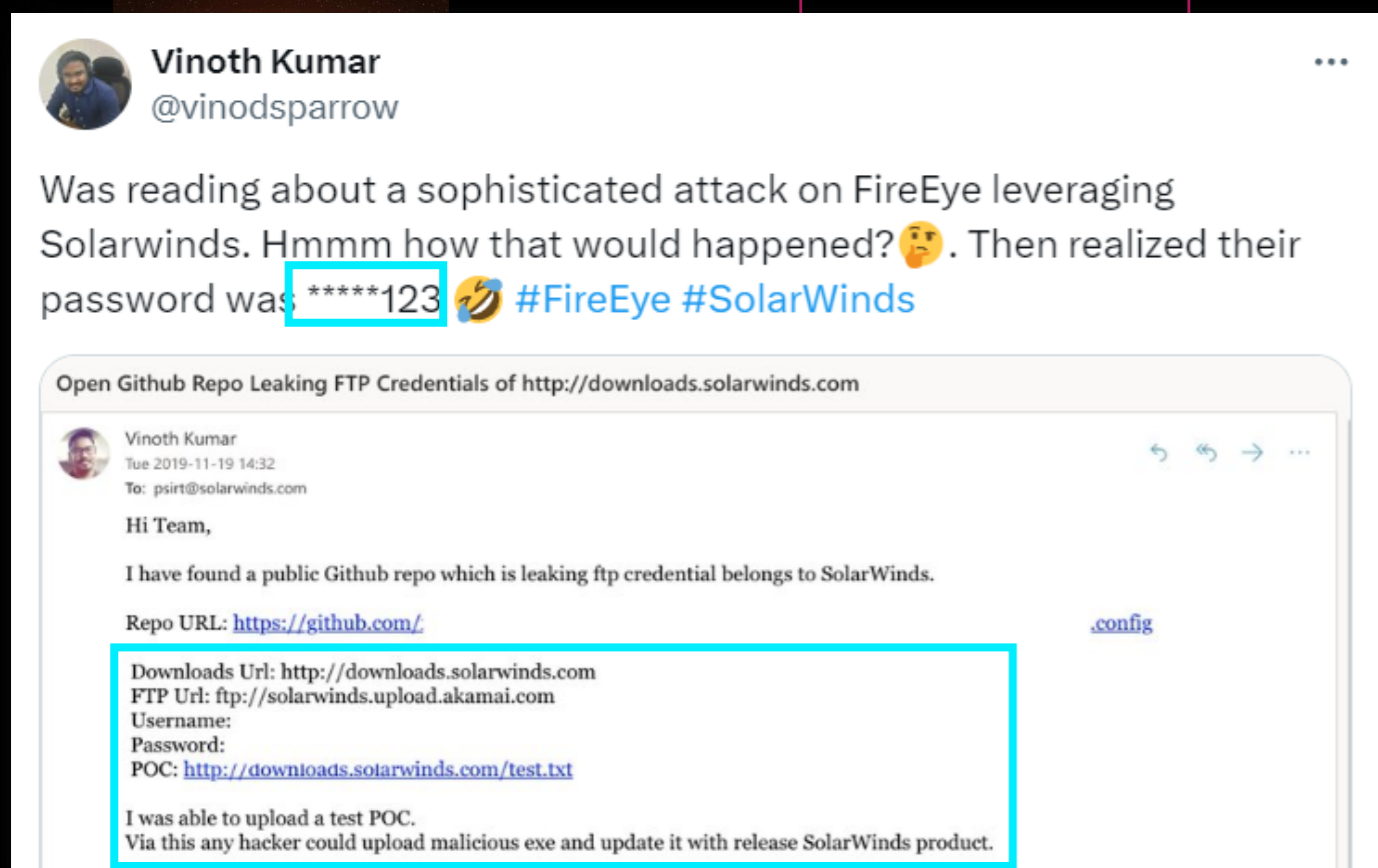 Vinoth Kumar
@vinodsparrow
Was reading about a sophisticated attack on FireEye leveraging
Solarwinds. Hmmm how that would happened?🤔. Then realized their
password was *****123 🤣 #FireEye #SolarWinds
Open Github Repo Leaking FTP Credentials of http://downloads.solarwinds.com
Vinoth Kumar
Tue 2019-11-19 14:32
To: psirt@solarwinds.com
Hi Team,
I have found a public Github repo which is leaking ftp credential belongs to SolarWinds.
Repo URL: https://github.com/ .config
Downloads Url: http://downloads.solarwinds.com
FTP Url: ftp://solarwinds.upload.akamai.com
Username:
Password:
POC: http://downloads.solarwinds.com/test.txt
I was able to upload a test POC.
Via this any hacker could upload malicious exe and update it with release SolarWinds product.